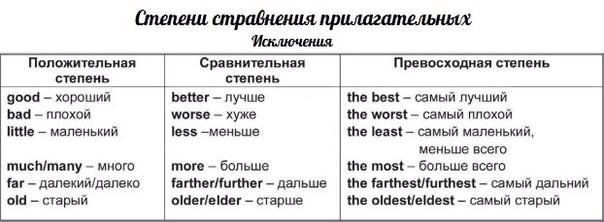 Степени стравнения прилагательных
Исключения
Положительная степень | Сравнительная степень | Превосходная степень
good – хороший | better – лучше | the best – самый лучший
bad – плохой | worse – хуже | the worst – самый плохой
little – маленький | less –меньше | the least – самый маленький,
меньше всего
much/many – много | more – больше | the most – больше всего
far – далекий/далеко | farther/further – дальше | the farthest/furthest – самый дальний
old – старый | older/elder – старше | the oldest/eldest – самый старый